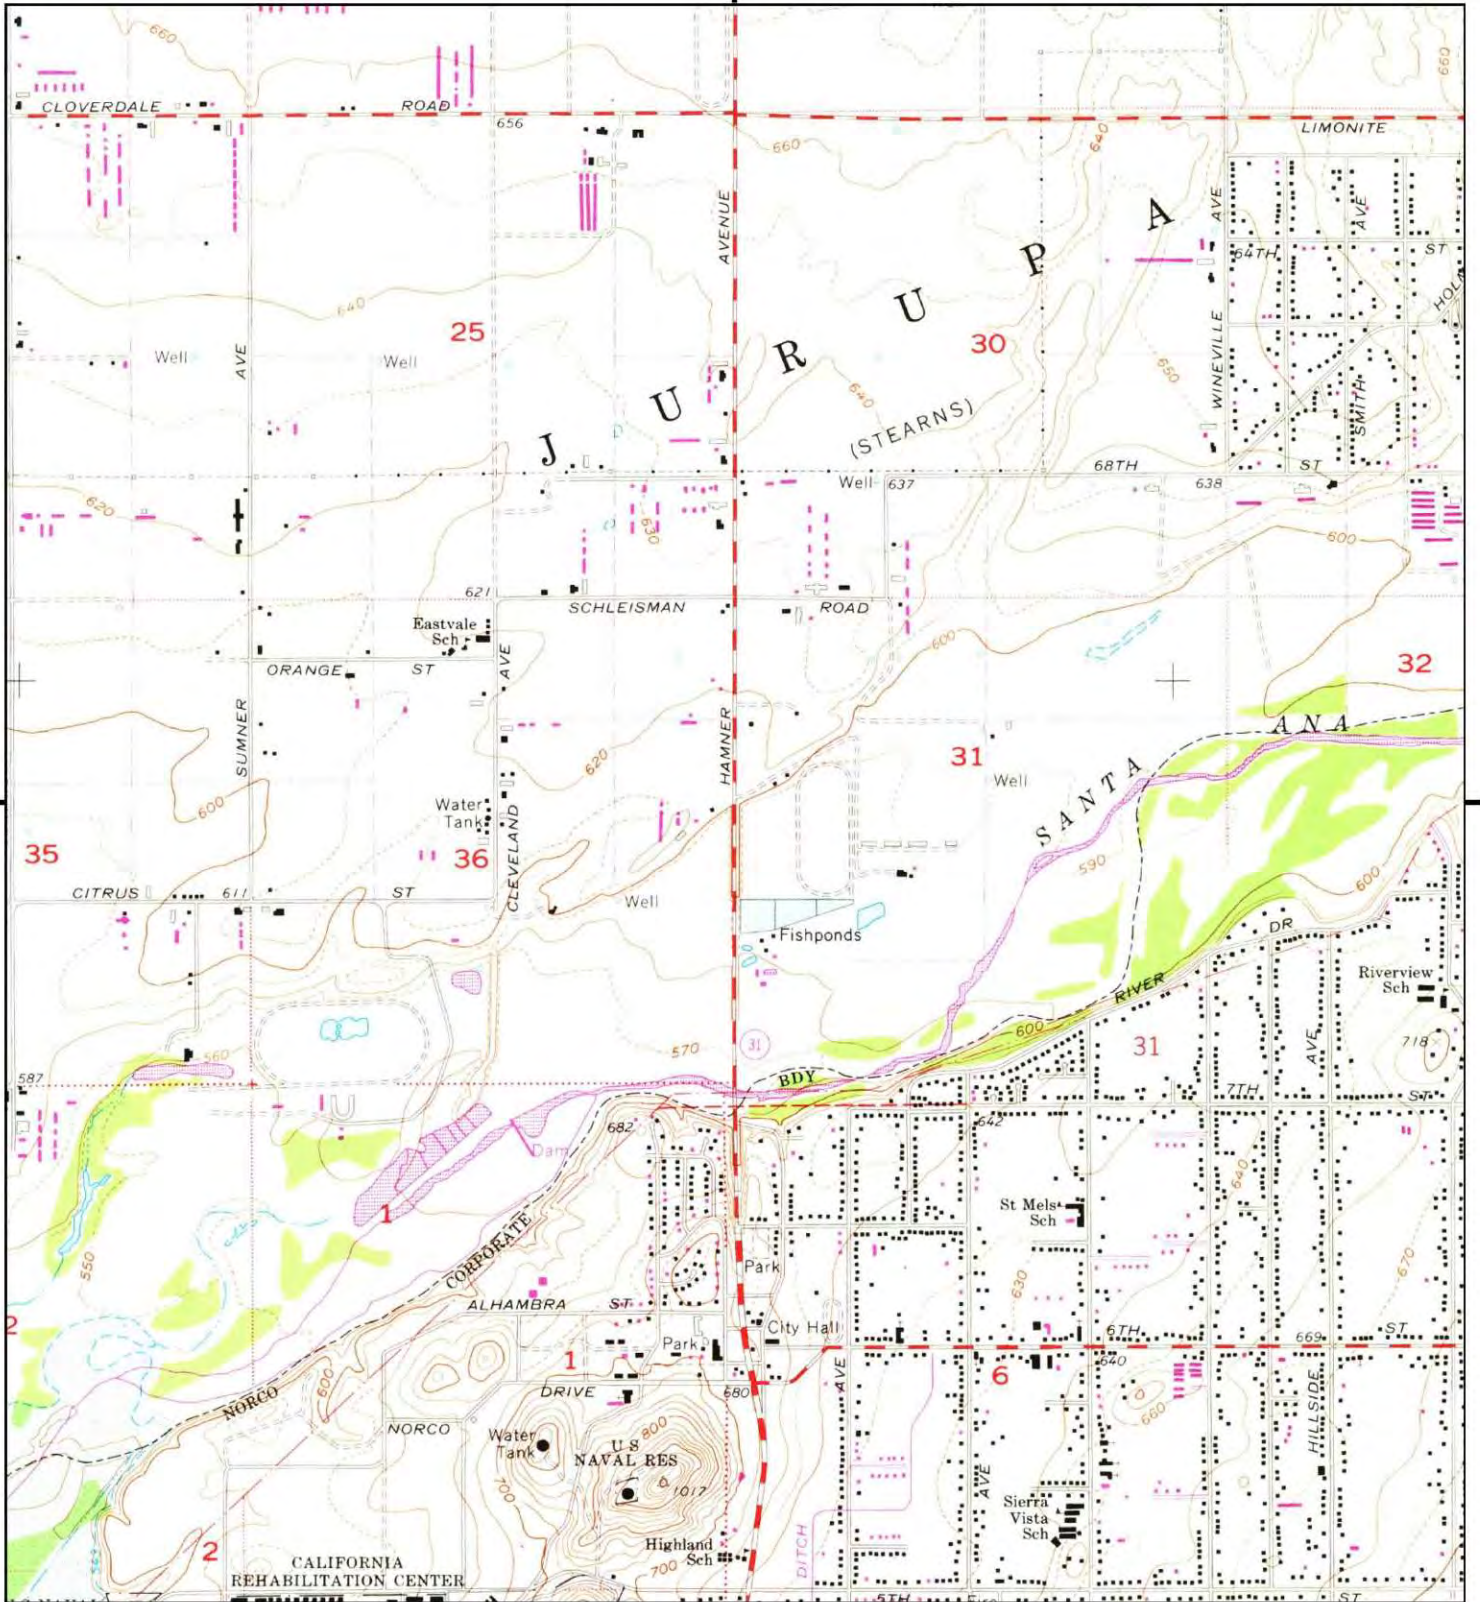 660
660
CLOVERDALE
ROAD
656
660
640
LIMONITE
AVENUE
A
AVE
AVE
64TH
ST
P
640
25
U
30
Well
Well
AVE
R
640
650
WINEVILLE
SMITH
U
(STEARNS)
J
68TH
ST
Well
637
638
620
630
600
621
SCHLEISMAN
ROAD
Eastvale
Sch
600
ORANGE
ST
AVE
32
SUMNER
HAMNER
ANA
620
31
Well
SANTA
600
Water
Tank
35
36
CLEVELAND
590
600
CITRUS
611
ST
Well
Fishponds
DR
RIVER
Riverview
Sch
560
570
31
600
31
AVE
718
587
BDY
7TH
ST
682
642
Dam
640
1
St Mels
Sch
CORPORATE
550
Park
630
670
ALHAMBRA
ST
2
City Hall
6TH
ST
669
Park
1
AVE
640
NORCO
600
DRIVE
680
6
660
HILLSIDE
NORCO
Water
Tank
800
U S
NAVAL RES
700
1017
AVE
Sierra
Vista
Sch
2
Highland
Sch
700
DITCH
CALIFORNIA
REHABILITATION CENTER
5TH
ST